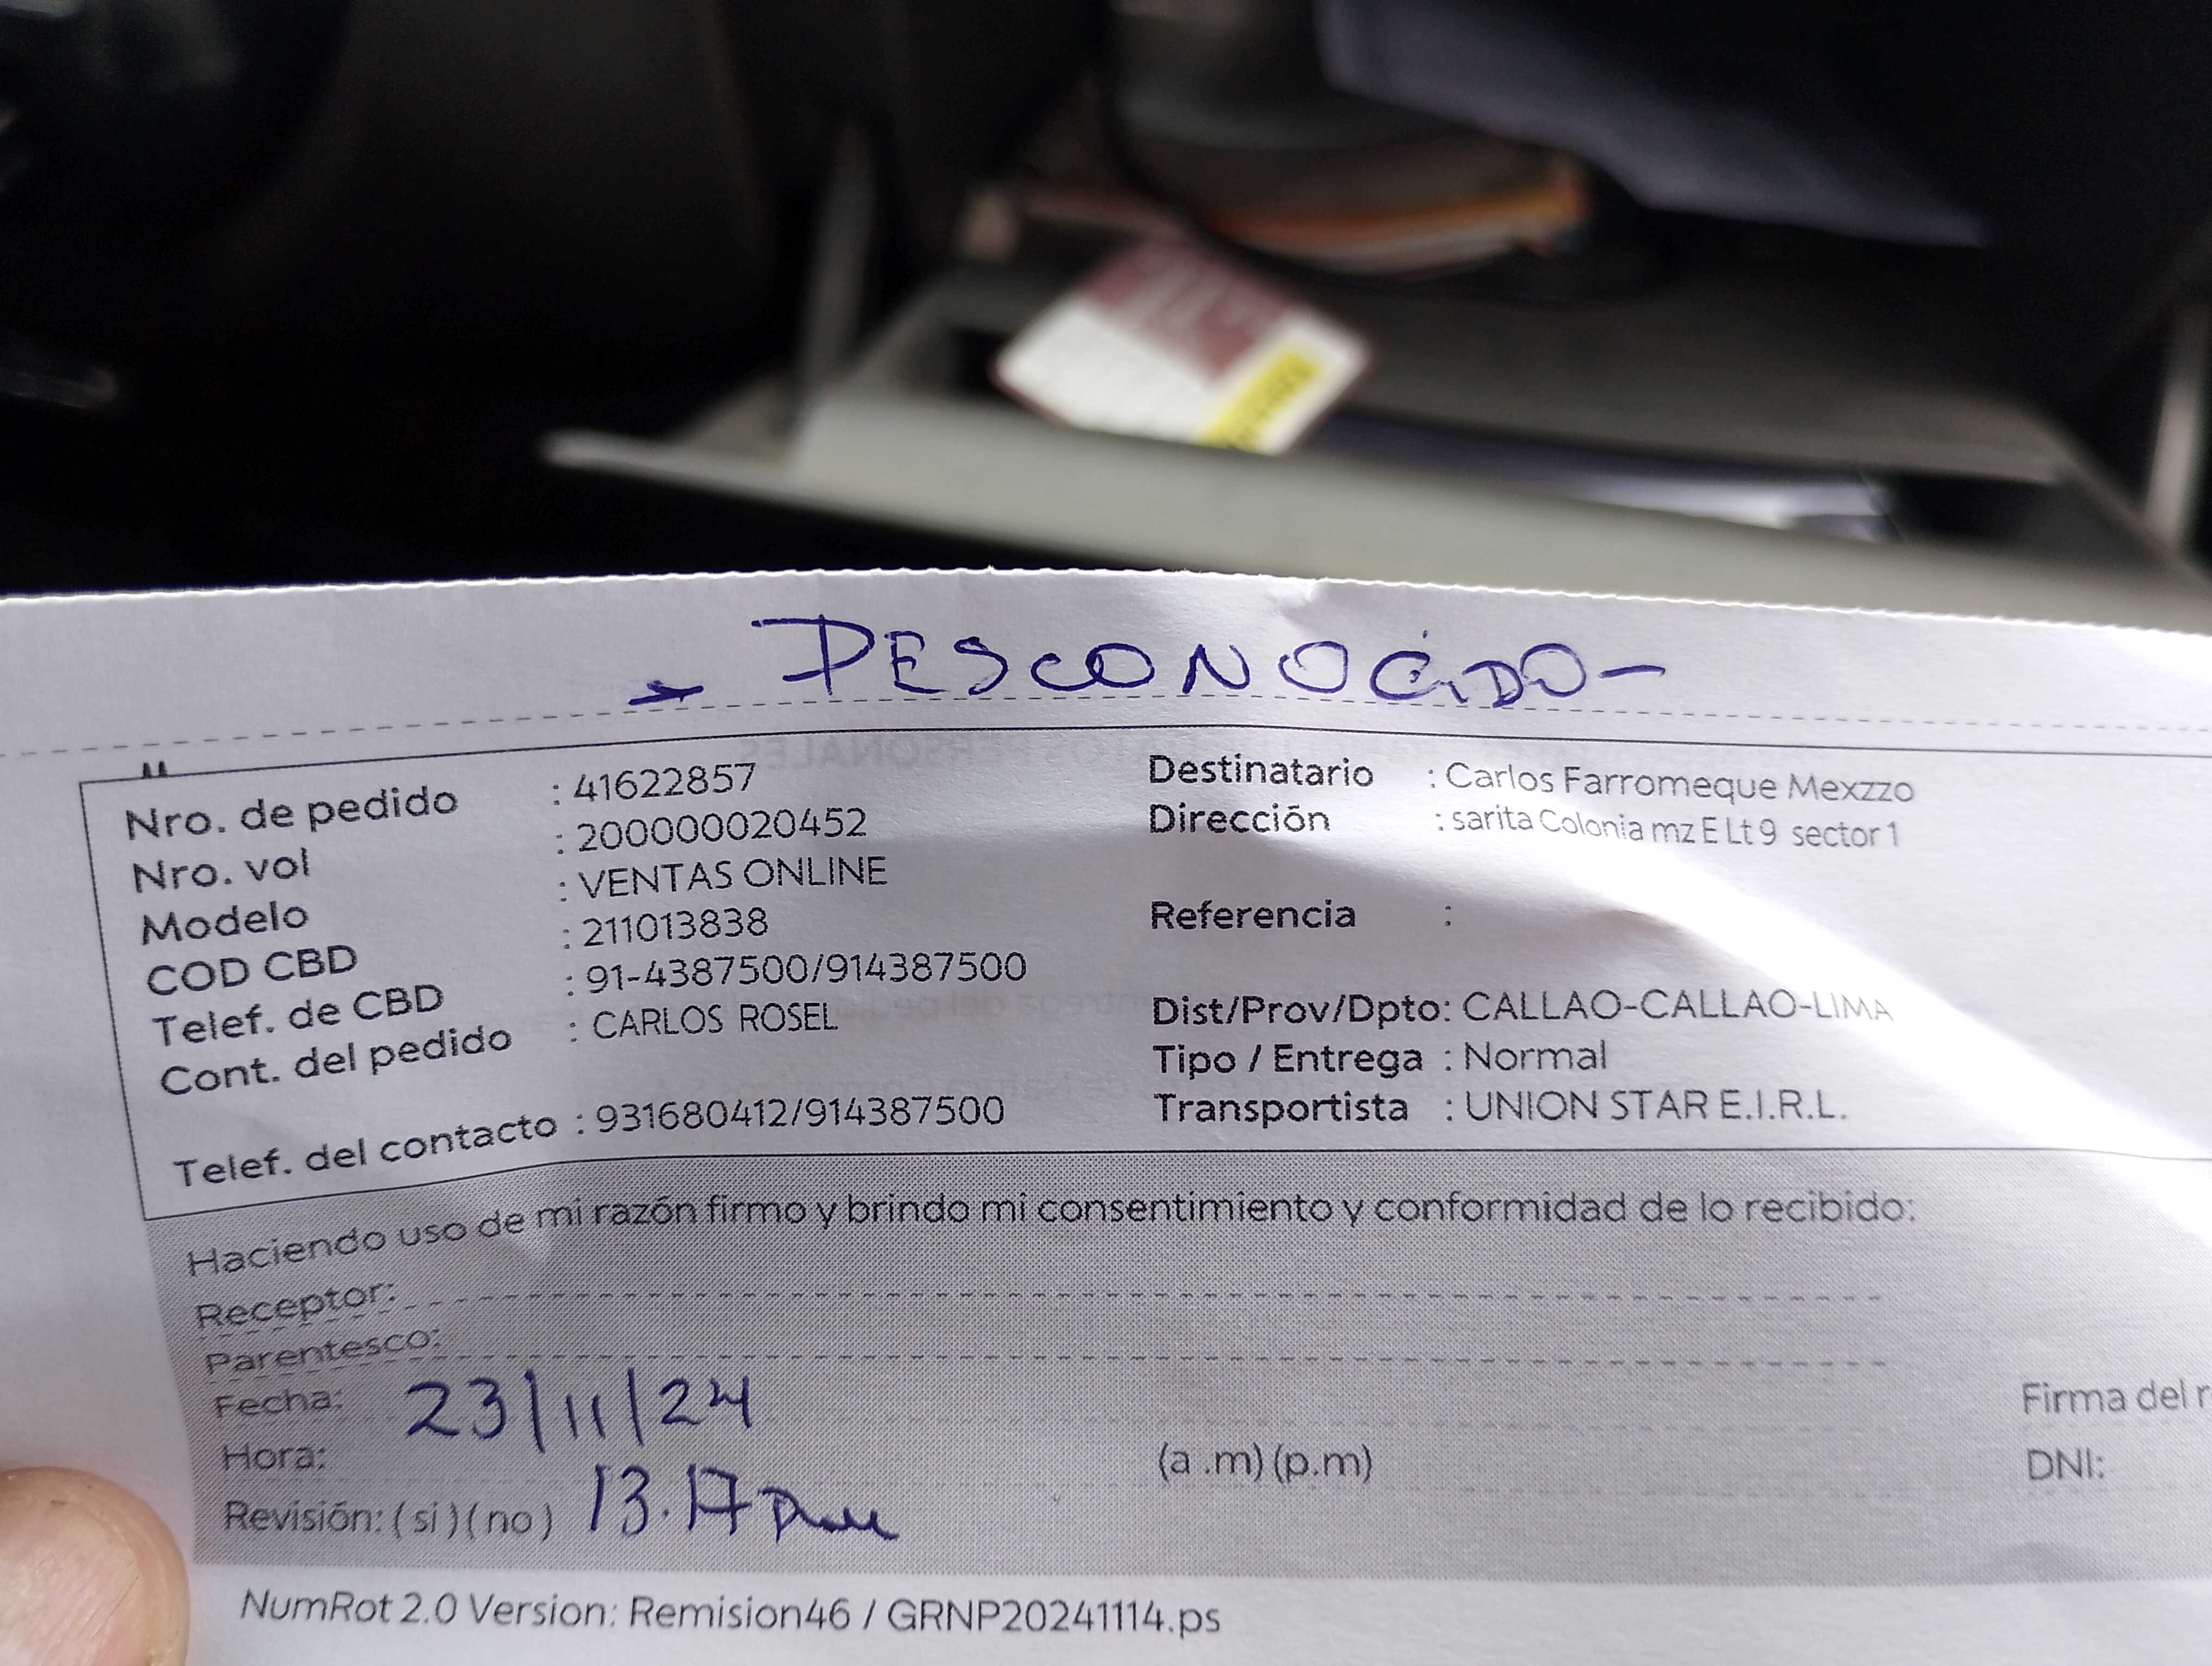 DESCONOCIDO-
Nro. de pedido : 41622857
Nro. vol : 200000020452
Modelo : VENTAS ONLINE
COD CBD : 211013838
Telef. de CBD : 91-4387500/914387500
Cont. del pedido : CARLOS ROSEL
Telef. del contacto : 931680412/914387500
Destinatario : Carlos Farromeque Mexzzo
Dirección : sarita Colonia mz E Lt 9 sector 1
Referencia :
Dist/Prov/Dpto: CALLAO-CALLAO-LIMA
Tipo / Entrega : Normal
Transportista : UNION STAR E.I.R.L.
Haciendo uso de mi razón firmo y brindo mi consentimiento y conformidad de lo recibido:
Receptor:
Parentesco:
Fecha: 23/11/24
Hora: (a .m) (p.m)
Revisión: ( si ) ( no ) 13.17
Firma del r
DNI:
NumRot 2.0 Version: Remision46 / GRNP20241114.ps